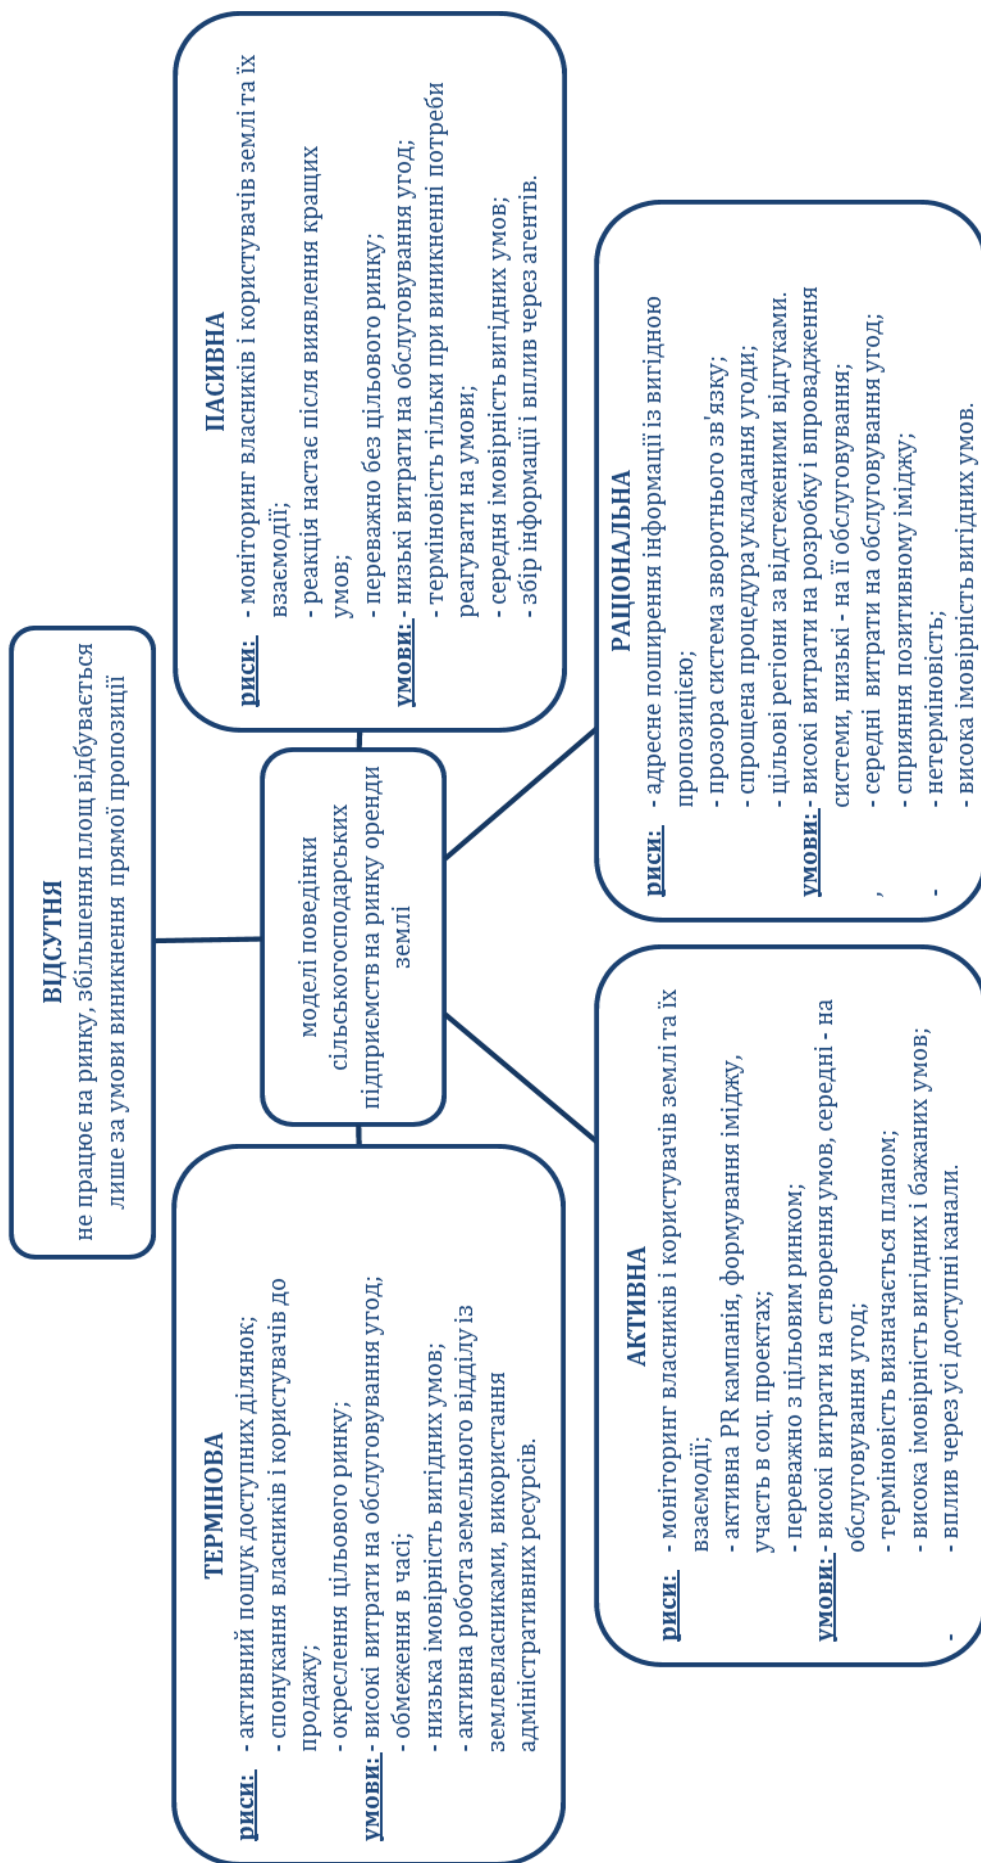 ВІДСУТНЯ
не працює на ринку, збільшення площ відбувається
лише за умови виникнення прямої пропозиції
ТЕРМІНОВА
риси: - активний пошук доступних ділянок;
- спонукання власників і користувачів до
продажу;
- окреслення цільового ринку;
умови: - високі витрати на обслуговування угод;
- обмеження в часі;
- низька імовірність вигідних умов;
- активна робота земельного відділу із
землевласниками, використання
адміністративних ресурсів.
моделі поведінки
сільськогосподарських
підприємств на ринку оренди
землі
ПАСИВНА
риси: - моніторинг власників і користувачів землі та їх
взаємодії;
- реакція настає після виявлення кращих
умов;
- переважно без цільового ринку;
умови: - низькі витрати на обслуговування угод;
- терміновість тільки при виникненні потреби
реагувати на умови;
- середня імовірність вигідних умов;
- збір інформації і вплив через агентів.
АКТИВНА
риси: - моніторинг власників і користувачів землі та їх
взаємодії;
- активна PR кампанія, формування іміджу,
участь в соц. проектах;
- переважно з цільовим ринком;
умови: - високі витрати на створення умов, середні - на
обслуговування угод;
- терміновість визначається планом;
- висока імовірність вигідних і бажаних умов;
- - вплив через усі доступні канали.
РАЦІОНАЛЬНА
риси: - адресне поширення інформації із вигідною
пропозицією;
- прозора система зворотнього зв'язку;
- спрощена процедура укладання угоди;
- цільові регіони за відстеженими відгуками.
умови: - високі витрати на розробку і впровадження
системи, низькі - на її обслуговування;
, - середні витрати на обслуговування угод;
- сприяння позитивному іміджу;
- - нетерміновість;
- висока імовірність вигідних умов.